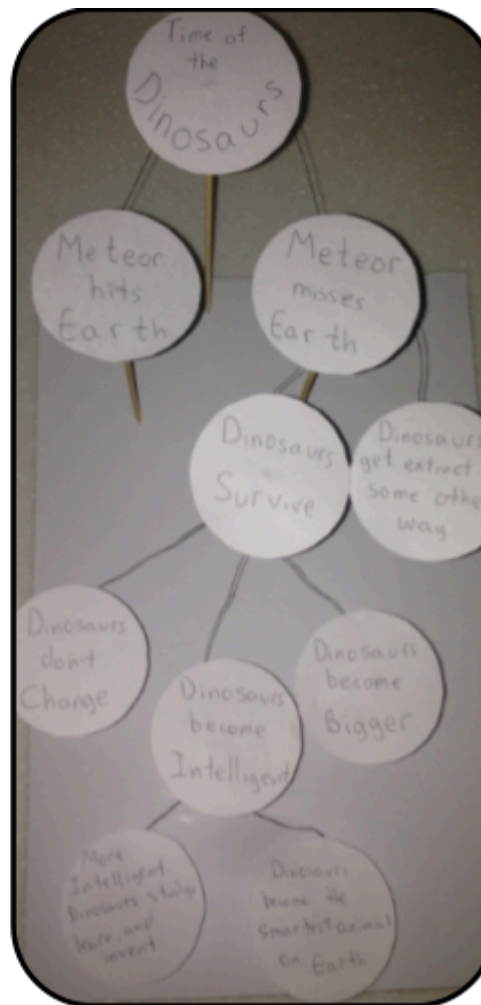 Time of
the
Dinosaurs
Meteor
hits
Earth
Meteor
misses
Earth
Dinosaurs
Survive
Dinosaurs
get extinct
some other
way
Dinosaurs
don't
Change
Dinosaurs
become
Intelligent
Dinosaurs
become
Bigger
More
Intelligent
Dinosaurs study
learn, and
invent
Dinosaurs
become the
smartest animal
on Earth